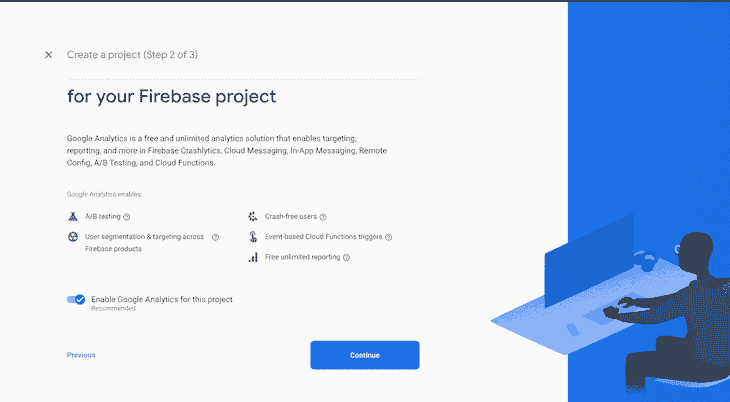 Create a project (Step 2 of 3)
for your Firebase project
Google Analytics is a free and unlimited analytics solution that enables targeting,
reporting, and more in Firebase Crashlytics, Cloud Messaging, In-App Messaging, Remote
Config, A/B Testing, and Cloud Functions.
Google Analytics enables:
A/B testing
Crash-free users
User segmentation & targeting across
Firebase products
Event-based Cloud Functions triggers
Free unlimited reporting
Enable Google Analytics for this project
Recommended
Previous
Continue